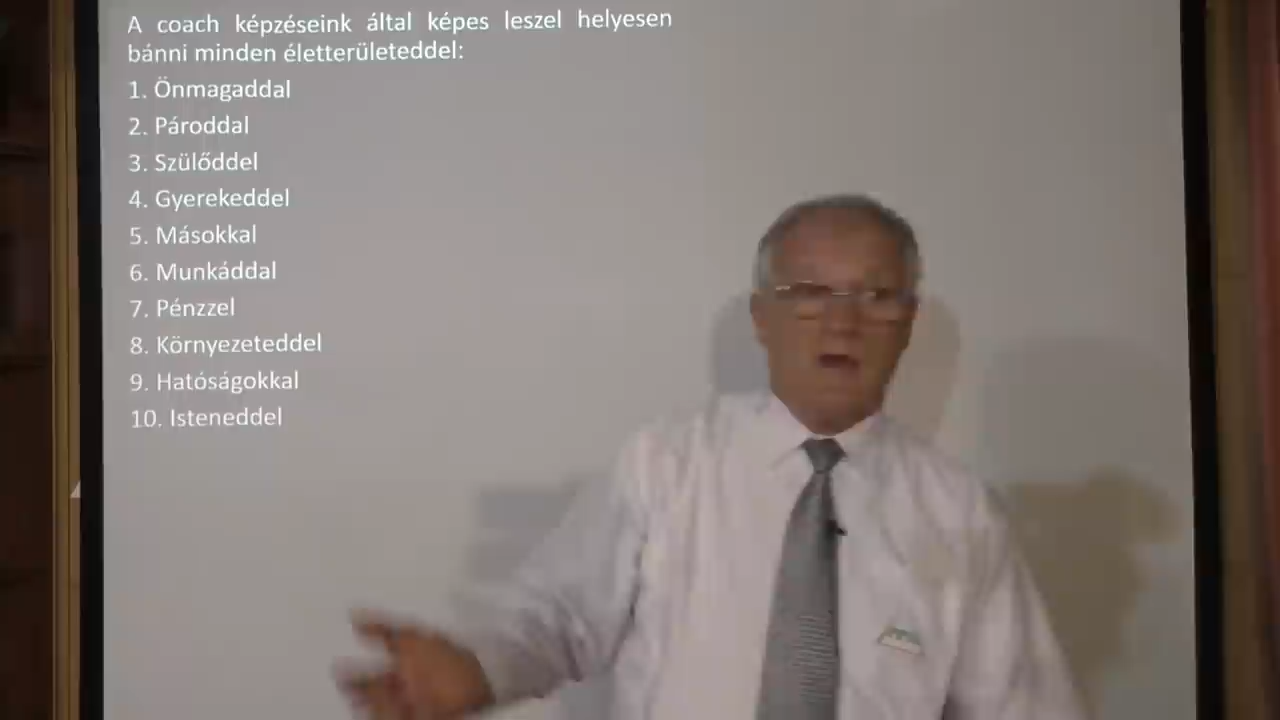 A coach képzéseink által képes leszel helyesen
bánni minden életterületeddel:
1. Önmagaddal
2. Pároddal
3. Szülőddel
4. Gyerekeddel
5. Másokkal
6. Munkáddal
7. Pénzzel
8. Környezeteddel
9. Hatóságokkal
10. Isteneddel